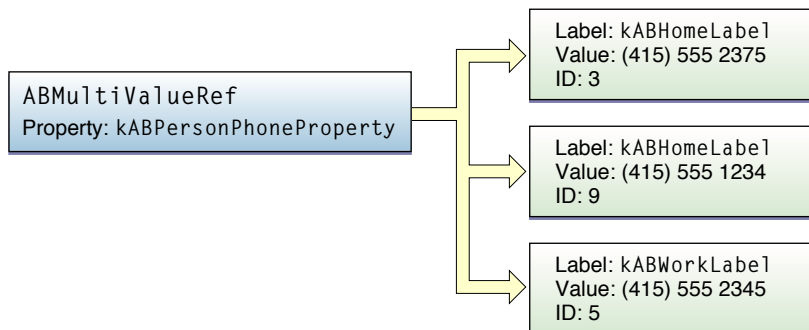 ABMultiValueRef
Property: kABPersonPhoneProperty
Label: kABHomeLabel
Value: (415) 555 2375
ID: 3
Label: kABHomeLabel
Value: (415) 555 1234
ID: 9
Label: kABWorkLabel
Value: (415) 555 2345
ID: 5